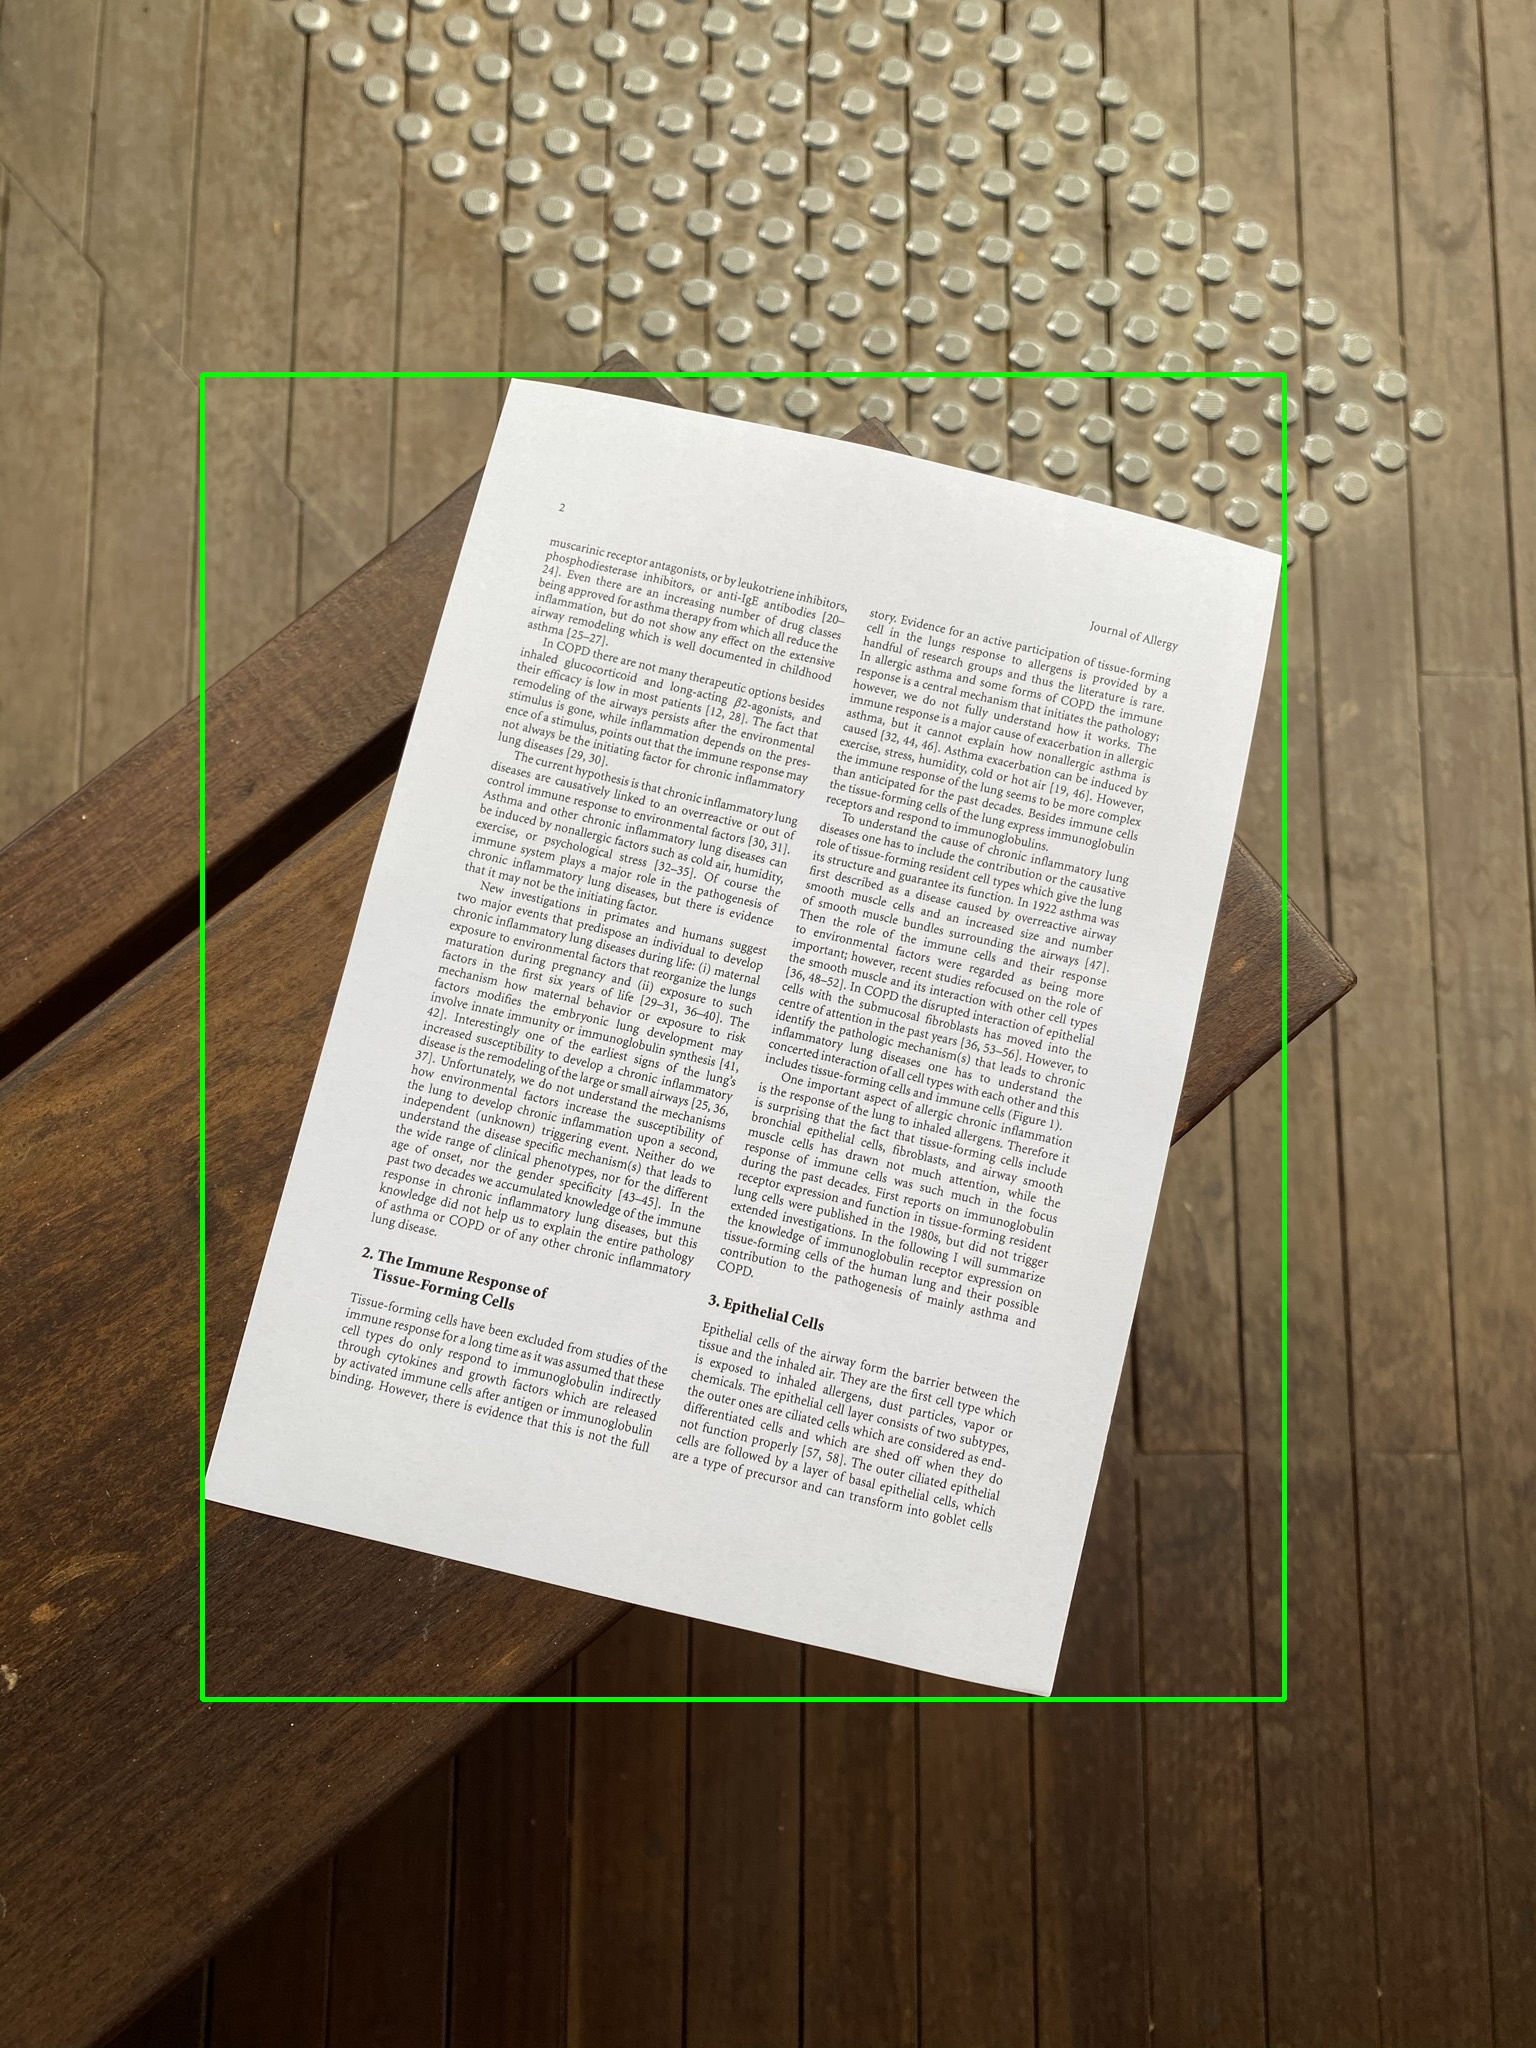 2
Journal of Allergy
muscarinic receptor antagonists, or by leukotriene inhibitors,
phosphodiesterase inhibitors, or anti-IgE antibodies [20–
24]. Even there are an increasing number of drug classes
being approved for asthma therapy from which all reduce the
inflammation, but do not show any effect on the extensive
airway remodeling which is well documented in childhood
asthma [25–27].
In COPD there are not many therapeutic options besides
inhaled glucocorticoid and long-acting β2-agonists, and
their efficacy is low in most patients [12, 28]. The fact that
remodeling of the airways persists after the environmental
stimulus is gone, while inflammation depends on the pres-
ence of a stimulus, points out that the immune response may
not always be the initiating factor for chronic inflammatory
lung diseases [29, 30].
The current hypothesis is that chronic inflammatory lung
diseases are causatively linked to an overreactive or out of
control immune response to environmental factors [30, 31].
Asthma and other chronic inflammatory lung diseases can
be induced by nonallergic factors such as cold air, humidity,
exercise, or psychological stress [32–35]. Of course the
immune system plays a major role in the pathogenesis of
chronic inflammatory lung diseases, but there is evidence
that it may not be the initiating factor.
New investigations in primates and humans suggest
two major events that predispose an individual to develop
chronic inflammatory lung diseases during life: (i) maternal
exposure to environmental factors that reorganize the lungs
maturation during pregnancy and (ii) exposure to such
factors in the first six years of life [29–31, 36–40]. The
mechanism how maternal behavior or exposure to risk
factors modifies the embryonic lung development may
involve innate immunity or immunoglobulin synthesis [41,
42]. Interestingly one of the earliest signs of the lung's
increased susceptibility to develop a chronic inflammatory
disease is the remodeling of the large or small airways [25, 36,
37]. Unfortunately, we do not understand the mechanisms
how environmental factors increase the susceptibility of
the lung to develop chronic inflammation upon a second,
independent (unknown) triggering event. Neither do we
understand the disease specific mechanism(s) that leads to
the wide range of clinical phenotypes, nor for the different
age of onset, nor the gender specificity [43–45]. In the
past two decades we accumulated knowledge of the immune
response in chronic inflammatory lung diseases, but this
knowledge did not help us to explain the entire pathology
of asthma or COPD or of any other chronic inflammatory
lung disease.
2. The Immune Response of
Tissue-Forming Cells
Tissue-forming cells have been excluded from studies of the
immune response for a long time as it was assumed that these
cell types do only respond to immunoglobulin indirectly
through cytokines and growth factors which are released
by activated immune cells after antigen or immunoglobulin
binding. However, there is evidence that this is not the full
story. Evidence for an active participation of tissue-forming
cell in the lungs response to allergens is provided by a
handful of research groups and thus the literature is rare.
In allergic asthma and some forms of COPD the immune
response is a central mechanism that initiates the pathology;
however, we do not fully understand how it works. The
immune response is a major cause of exacerbation in allergic
asthma, but it cannot explain how nonallergic asthma is
caused [32, 44, 46]. Asthma exacerbation can be induced by
exercise, stress, humidity, cold or hot air [19, 46]. However,
the immune response of the lung seems to be more complex
than anticipated for the past decades. Besides immune cells
the tissue-forming cells of the lung express immunoglobulin
receptors and respond to immunoglobulins.
To understand the cause of chronic inflammatory lung
diseases one has to include the contribution or the causative
role of tissue-forming resident cell types which give the lung
its structure and guarantee its function. In 1922 asthma was
first described as a disease caused by overreactive airway
smooth muscle cells and an increased size and number
of smooth muscle bundles surrounding the airways [47].
Then the role of the immune cells and their response
to environmental factors were regarded as being more
important; however, recent studies refocused on the role of
the smooth muscle and its interaction with other cell types
[36, 48–52]. In COPD the disrupted interaction of epithelial
cells with the submucosal fibroblasts has moved into the
centre of attention in the past years [36, 53–56]. However, to
identify the pathologic mechanism(s) that leads to chronic
inflammatory lung diseases one has to understand the
concerted interaction of all cell types with each other and this
includes tissue-forming cells and immune cells (Figure 1).
One important aspect of allergic chronic inflammation
is the response of the lung to inhaled allergens. Therefore it
is surprising that the fact that tissue-forming cells include
bronchial epithelial cells, fibroblasts, and airway smooth
muscle cells has drawn not much attention, while the
response of immune cells was such much in the focus
during the past decades. First reports on immunoglobulin
receptor expression and function in tissue-forming resident
lung cells were published in the 1980s, but did not trigger
extended investigations. In the following I will summarize
the knowledge of immunoglobulin receptor expression on
tissue-forming cells of the human lung and their possible
contribution to the pathogenesis of mainly asthma and
COPD.
3. Epithelial Cells
Epithelial cells of the airway form the barrier between the
tissue and the inhaled air. They are the first cell type which
is exposed to inhaled allergens, dust particles, vapor or
chemicals. The epithelial cell layer consists of two subtypes,
the outer ones are ciliated cells which are considered as end-
differentiated cells and which are shed off when they do
not function properly [57, 58]. The outer ciliated epithelial
cells are followed by a layer of basal epithelial cells, which
are a type of precursor and can transform into goblet cells